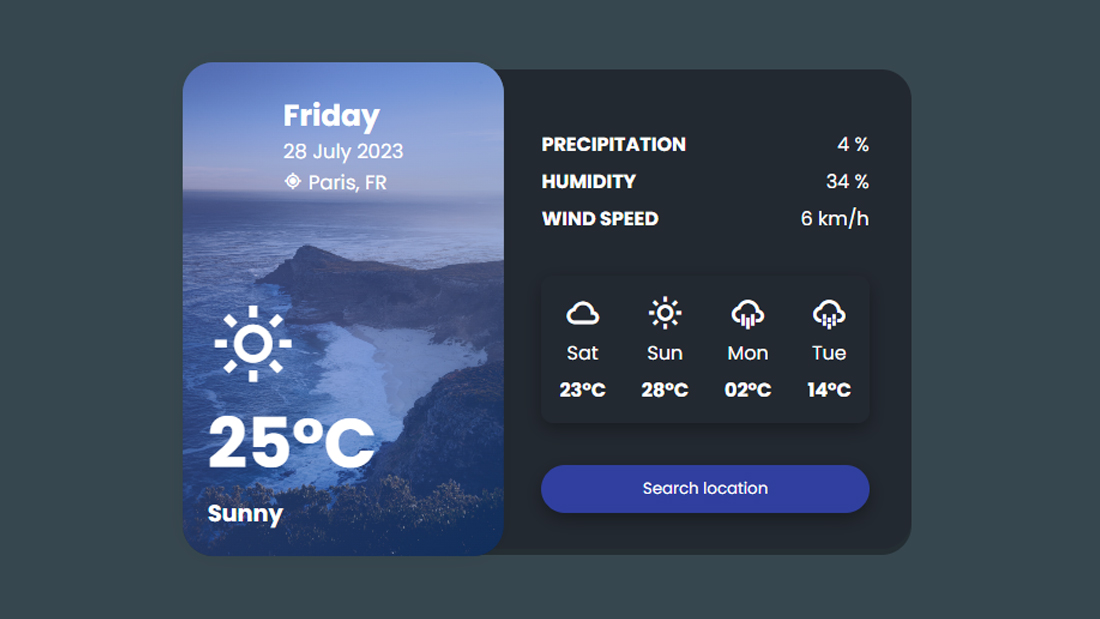 Friday
28 July 2023
Paris, FR
25°C
Sunny
PRECIPITATION 4 %
HUMIDITY 34 %
WIND SPEED 6 km/h
Sat Sun Mon Tue
23°C 28°C 02°C 14°C
Search location